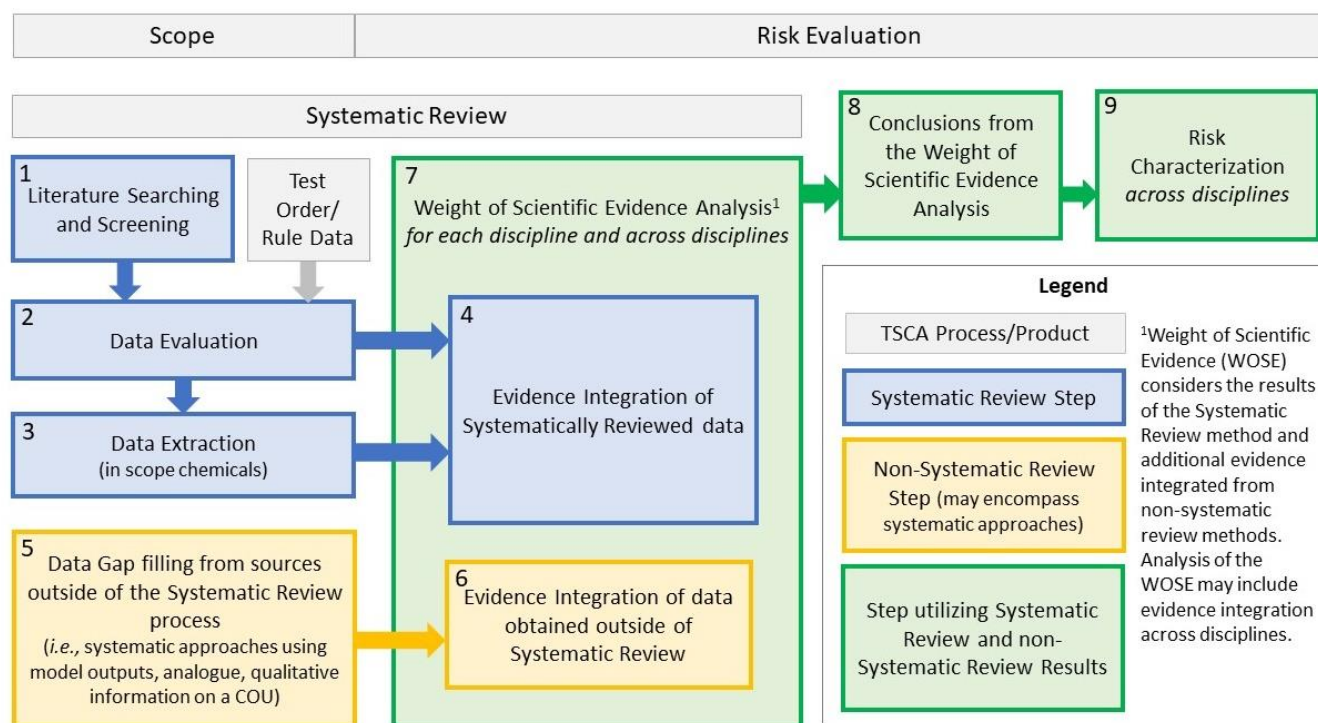 Scope
Risk Evaluation
Systematic Review
1
Literature Searching
and Screening
Test
Order/
Rule Data
2
Data Evaluation
3
Data Extraction
(in scope chemicals)
5
Data Gap filling from sources
outside of the Systematic Review
process
(i.e., systematic approaches using
model outputs, analogue, qualitative
information on a COU)
7
Weight of Scientific Evidence Analysis¹
for each discipline and across disciplines
4
Evidence Integration of
Systematically Reviewed data
6
Evidence Integration of data
obtained outside of
Systematic Review
8
Conclusions from
the Weight of
Scientific Evidence
Analysis
9
Risk
Characterization
across disciplines
Legend
TSCA Process/Product
Systematic Review Step
Non-Systematic Review
Step (may encompass
systematic approaches)
Step utilizing Systematic
Review and non-
Systematic Review Results
¹Weight of Scientific
Evidence (WOSE)
considers the results
of the Systematic
Review method and
additional evidence
integrated from
non-systematic
review methods.
Analysis of the
WOSE may include
evidence integration
across disciplines.